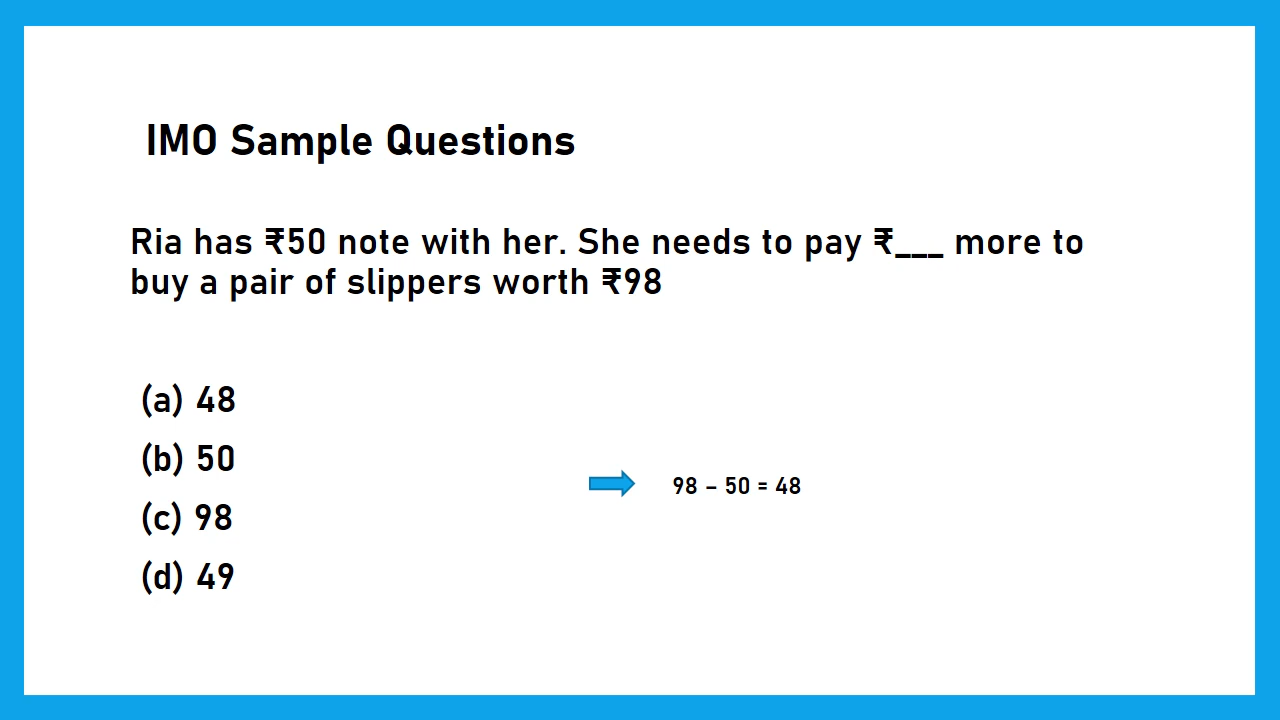 IMO Sample Questions
Ria has ₹50 note with her. She needs to pay ₹___ more to
buy a pair of slippers worth ₹98
(a) 48
(b) 50
98 – 50 = 48
(c) 98
(d) 49